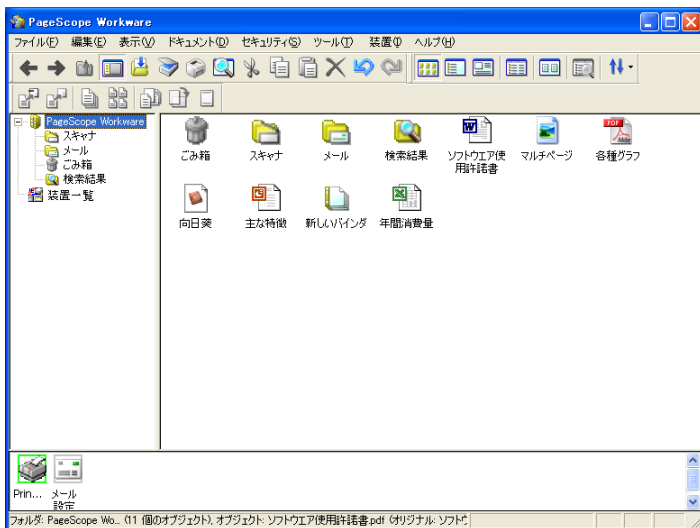 PageScope Workware
ファイル(F) 編集(E) 表示(V) ドキュメント(D) セキュリティ(S) ツール(T) 装置(I) ヘルプ(H)
PageScope Workware
スキャナ
メール
ごみ箱
検索結果
装置一覧
ごみ箱 スキャナ メール 検索結果 ソフトウエア使用許諾書 マルチページ 各種グラフ
向日葵 主な特徴 新しいバインダ 年間消費量
Prin... メール設定
フォルダ: PageScope Wo... (11 個のオブジェクト), オブジェクト: ソフトウエア使用許諾書.pdf (オリジナル: ソフト